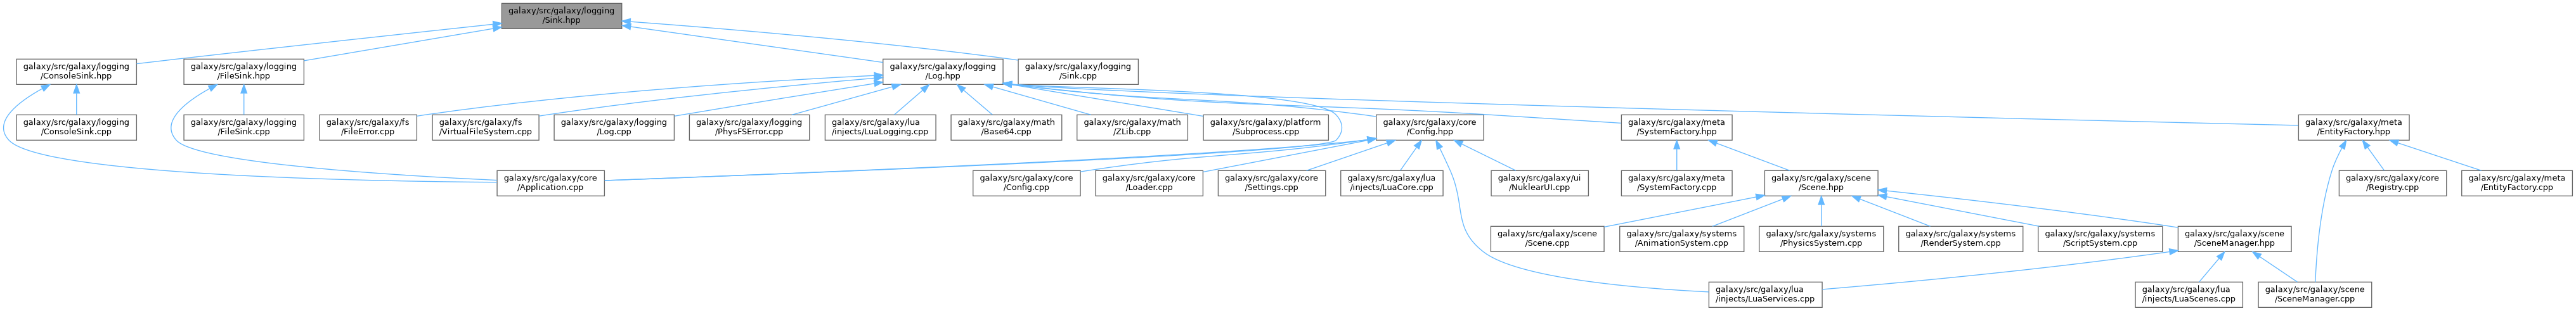 galaxy/src/galaxy/logging
/Sink.hpp
galaxy/src/galaxy/logging
/ConsoleSink.hpp
galaxy/src/galaxy/logging
/FileSink.hpp
galaxy/src/galaxy/logging
/Log.hpp
galaxy/src/galaxy/logging
/Sink.cpp
galaxy/src/galaxy/logging
/ConsoleSink.cpp
galaxy/src/galaxy/logging
/FileSink.cpp
galaxy/src/galaxy/fs
/FileError.cpp
galaxy/src/galaxy/fs
/VirtualFileSystem.cpp
galaxy/src/galaxy/logging
/Log.cpp
galaxy/src/galaxy/logging
/PhysFSError.cpp
galaxy/src/galaxy/lua
/injects/LuaLogging.cpp
galaxy/src/galaxy/math
/Base64.cpp
galaxy/src/galaxy/math
/ZLib.cpp
galaxy/src/galaxy/platform
/Subprocess.cpp
galaxy/src/galaxy/core
/Config.hpp
galaxy/src/galaxy/meta
/SystemFactory.hpp
galaxy/src/galaxy/meta
/EntityFactory.hpp
galaxy/src/galaxy/core
/Application.cpp
galaxy/src/galaxy/core
/Config.cpp
galaxy/src/galaxy/core
/Loader.cpp
galaxy/src/galaxy/core
/Settings.cpp
galaxy/src/galaxy/lua
/injects/LuaCore.cpp
galaxy/src/galaxy/ui
/NuklearUI.cpp
galaxy/src/galaxy/meta
/SystemFactory.cpp
galaxy/src/galaxy/scene
/Scene.hpp
galaxy/src/galaxy/core
/Registry.cpp
galaxy/src/galaxy/meta
/EntityFactory.cpp
galaxy/src/galaxy/scene
/Scene.cpp
galaxy/src/galaxy/systems
/AnimationSystem.cpp
galaxy/src/galaxy/systems
/PhysicsSystem.cpp
galaxy/src/galaxy/systems
/RenderSystem.cpp
galaxy/src/galaxy/systems
/ScriptSystem.cpp
galaxy/src/galaxy/scene
/SceneManager.hpp
galaxy/src/galaxy/lua
/injects/LuaServices.cpp
galaxy/src/galaxy/lua
/injects/LuaScenes.cpp
galaxy/src/galaxy/scene
/SceneManager.cpp